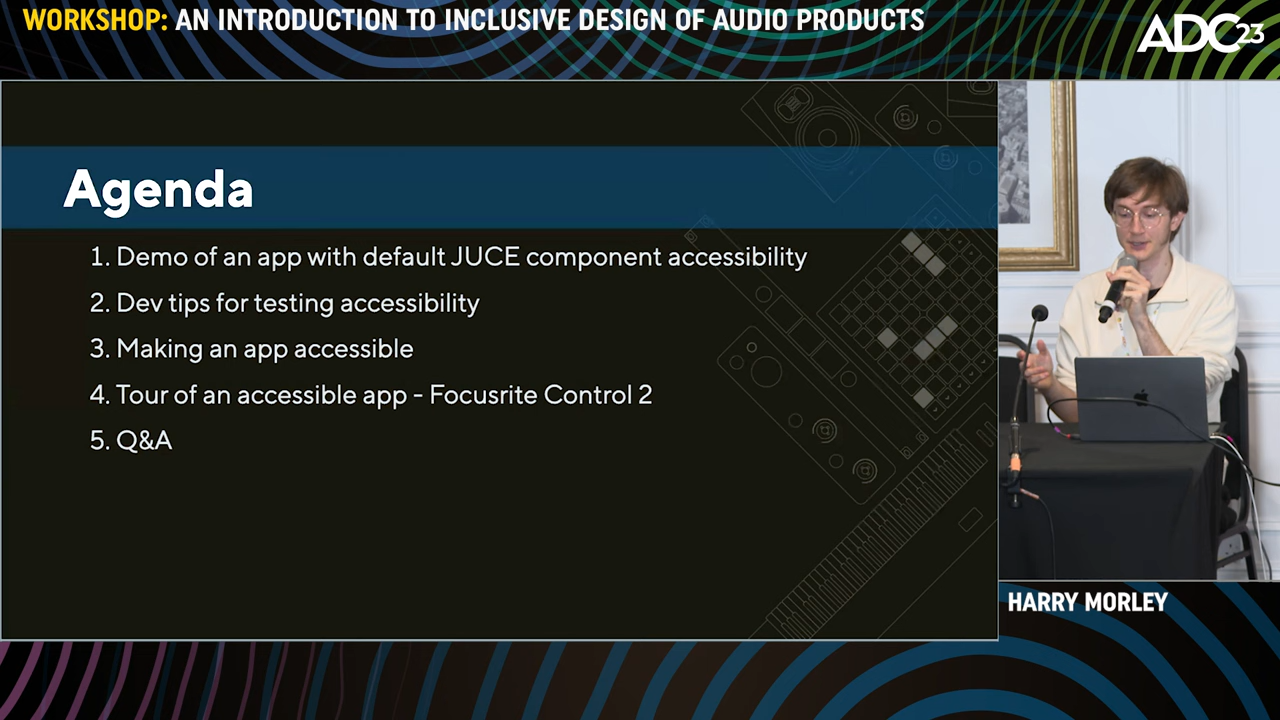 WORKSHOP: AN INTRODUCTION TO INCLUSIVE DESIGN OF AUDIO PRODUCTS
ADC23
Agenda
1. Demo of an app with default JUCE component accessibility
2. Dev tips for testing accessibility
3. Making an app accessible
4. Tour of an accessible app - Focusrite Control 2
5. Q&A
HARRY MORLEY